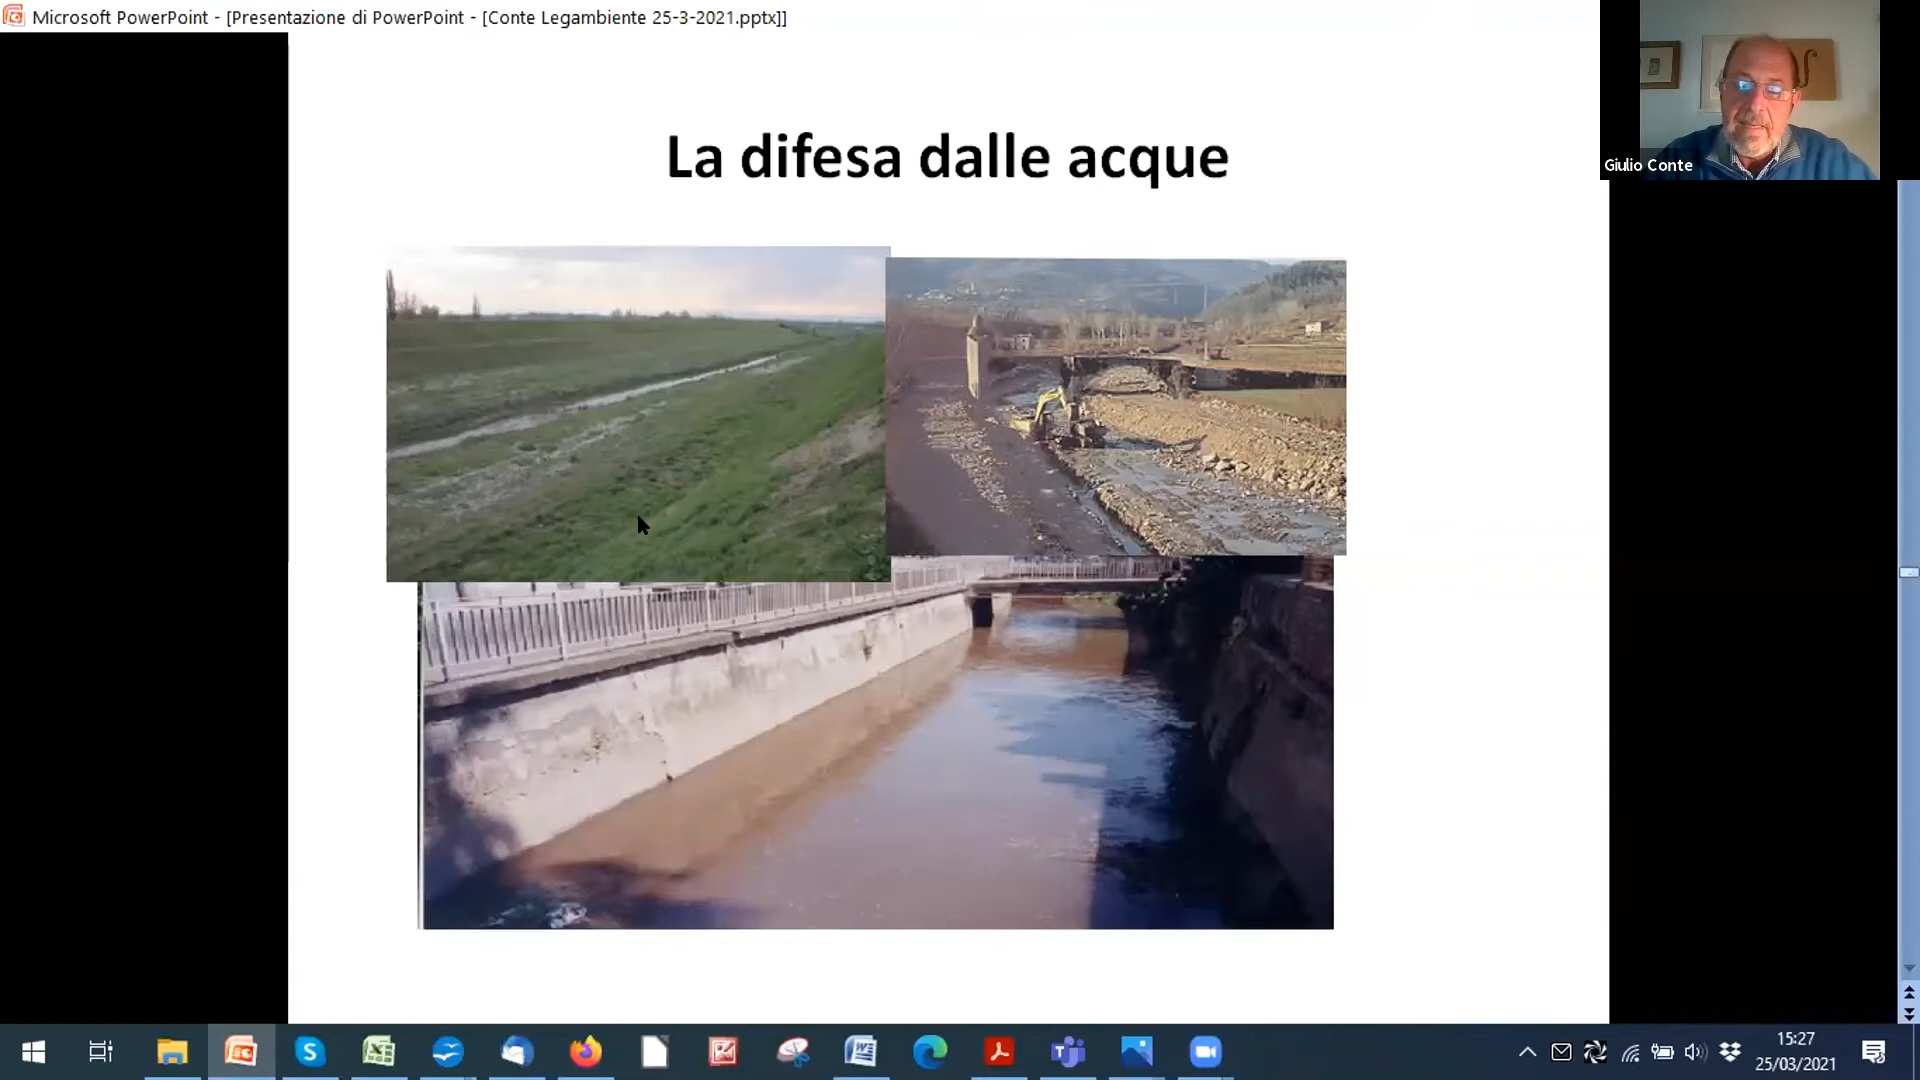 Microsoft PowerPoint - [Presentazione di PowerPoint - [Conte Legambiente 25-3-2021.pptx]]
Giulio Conte
La difesa dalle acque
15:27
25/03/2021